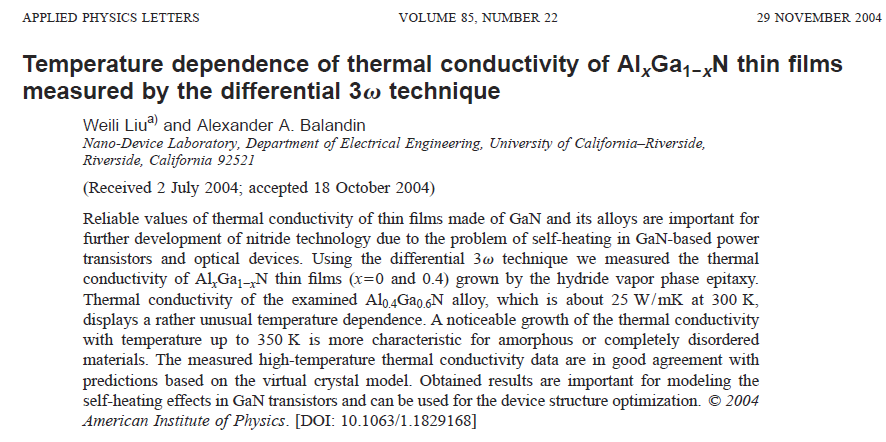 APPLIED PHYSICS LETTERS VOLUME 85, NUMBER 22 29 NOVEMBER 2004
Temperature dependence of thermal conductivity of AlxGa1−xN thin films
measured by the differential 3ω technique
Weili Liua) and Alexander A. Balandin
Nano-Device Laboratory, Department of Electrical Engineering, University of California–Riverside,
Riverside, California 92521
(Received 2 July 2004; accepted 18 October 2004)
Reliable values of thermal conductivity of thin films made of GaN and its alloys are important for
further development of nitride technology due to the problem of self-heating in GaN-based power
transistors and optical devices. Using the differential 3ω technique we measured the thermal
conductivity of AlxGa1−xN thin films (x=0 and 0.4) grown by the hydride vapor phase epitaxy.
Thermal conductivity of the examined Al0.4Ga0.6N alloy, which is about 25 W/mK at 300 K,
displays a rather unusual temperature dependence. A noticeable growth of the thermal conductivity
with temperature up to 350 K is more characteristic for amorphous or completely disordered
materials. The measured high-temperature thermal conductivity data are in good agreement with
predictions based on the virtual crystal model. Obtained results are important for modeling the
self-heating effects in GaN transistors and can be used for the device structure optimization. © 2004
American Institute of Physics. [DOI: 10.1063/1.1829168]